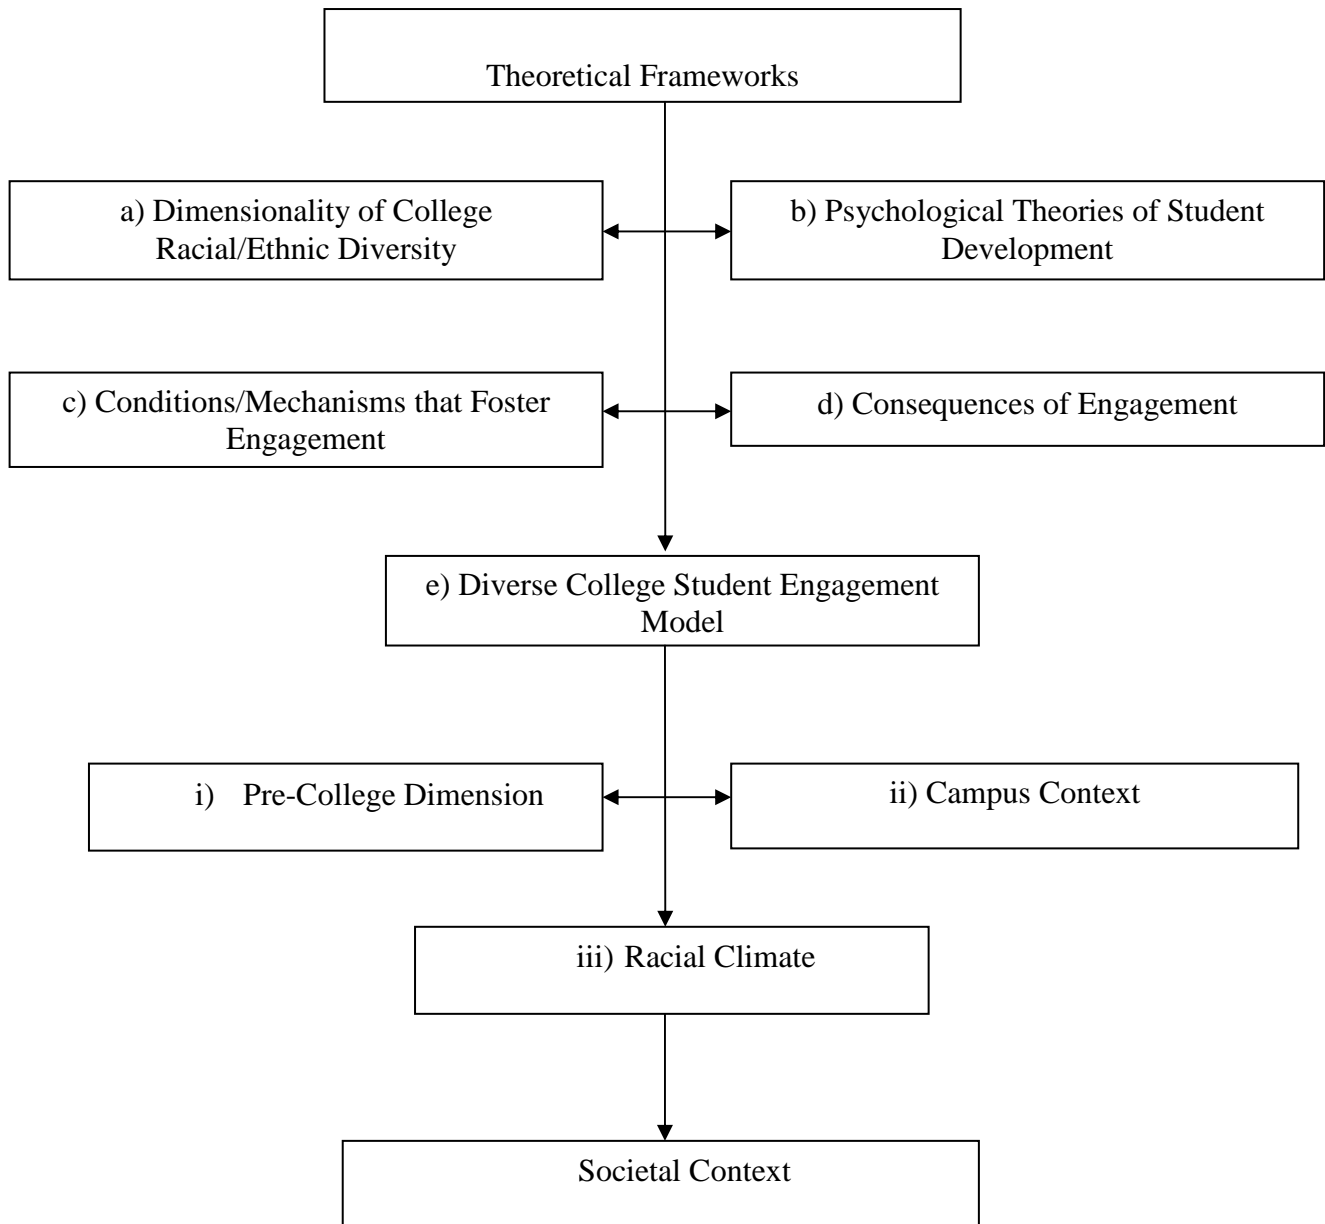 Theoretical Frameworks
a) Dimensionality of College
Racial/Ethnic Diversity
b) Psychological Theories of Student
Development
c) Conditions/Mechanisms that Foster
Engagement
d) Consequences of Engagement
e) Diverse College Student Engagement
Model
i) Pre-College Dimension
ii) Campus Context
iii) Racial Climate
Societal Context